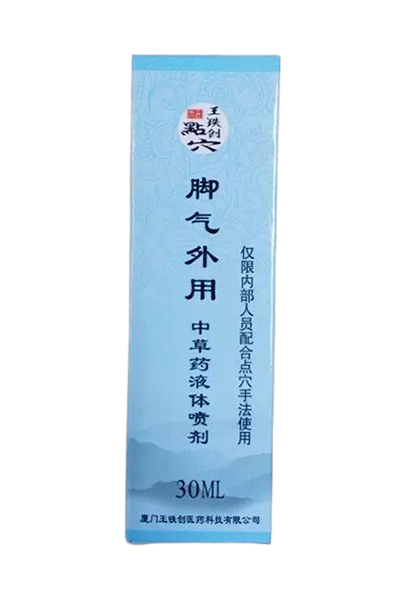 王铁创
點穴
脚气外用
中草药液体喷剂
仅限内部人员配合点穴手法使用
30ML
厦门王铁创医药科技有限公司